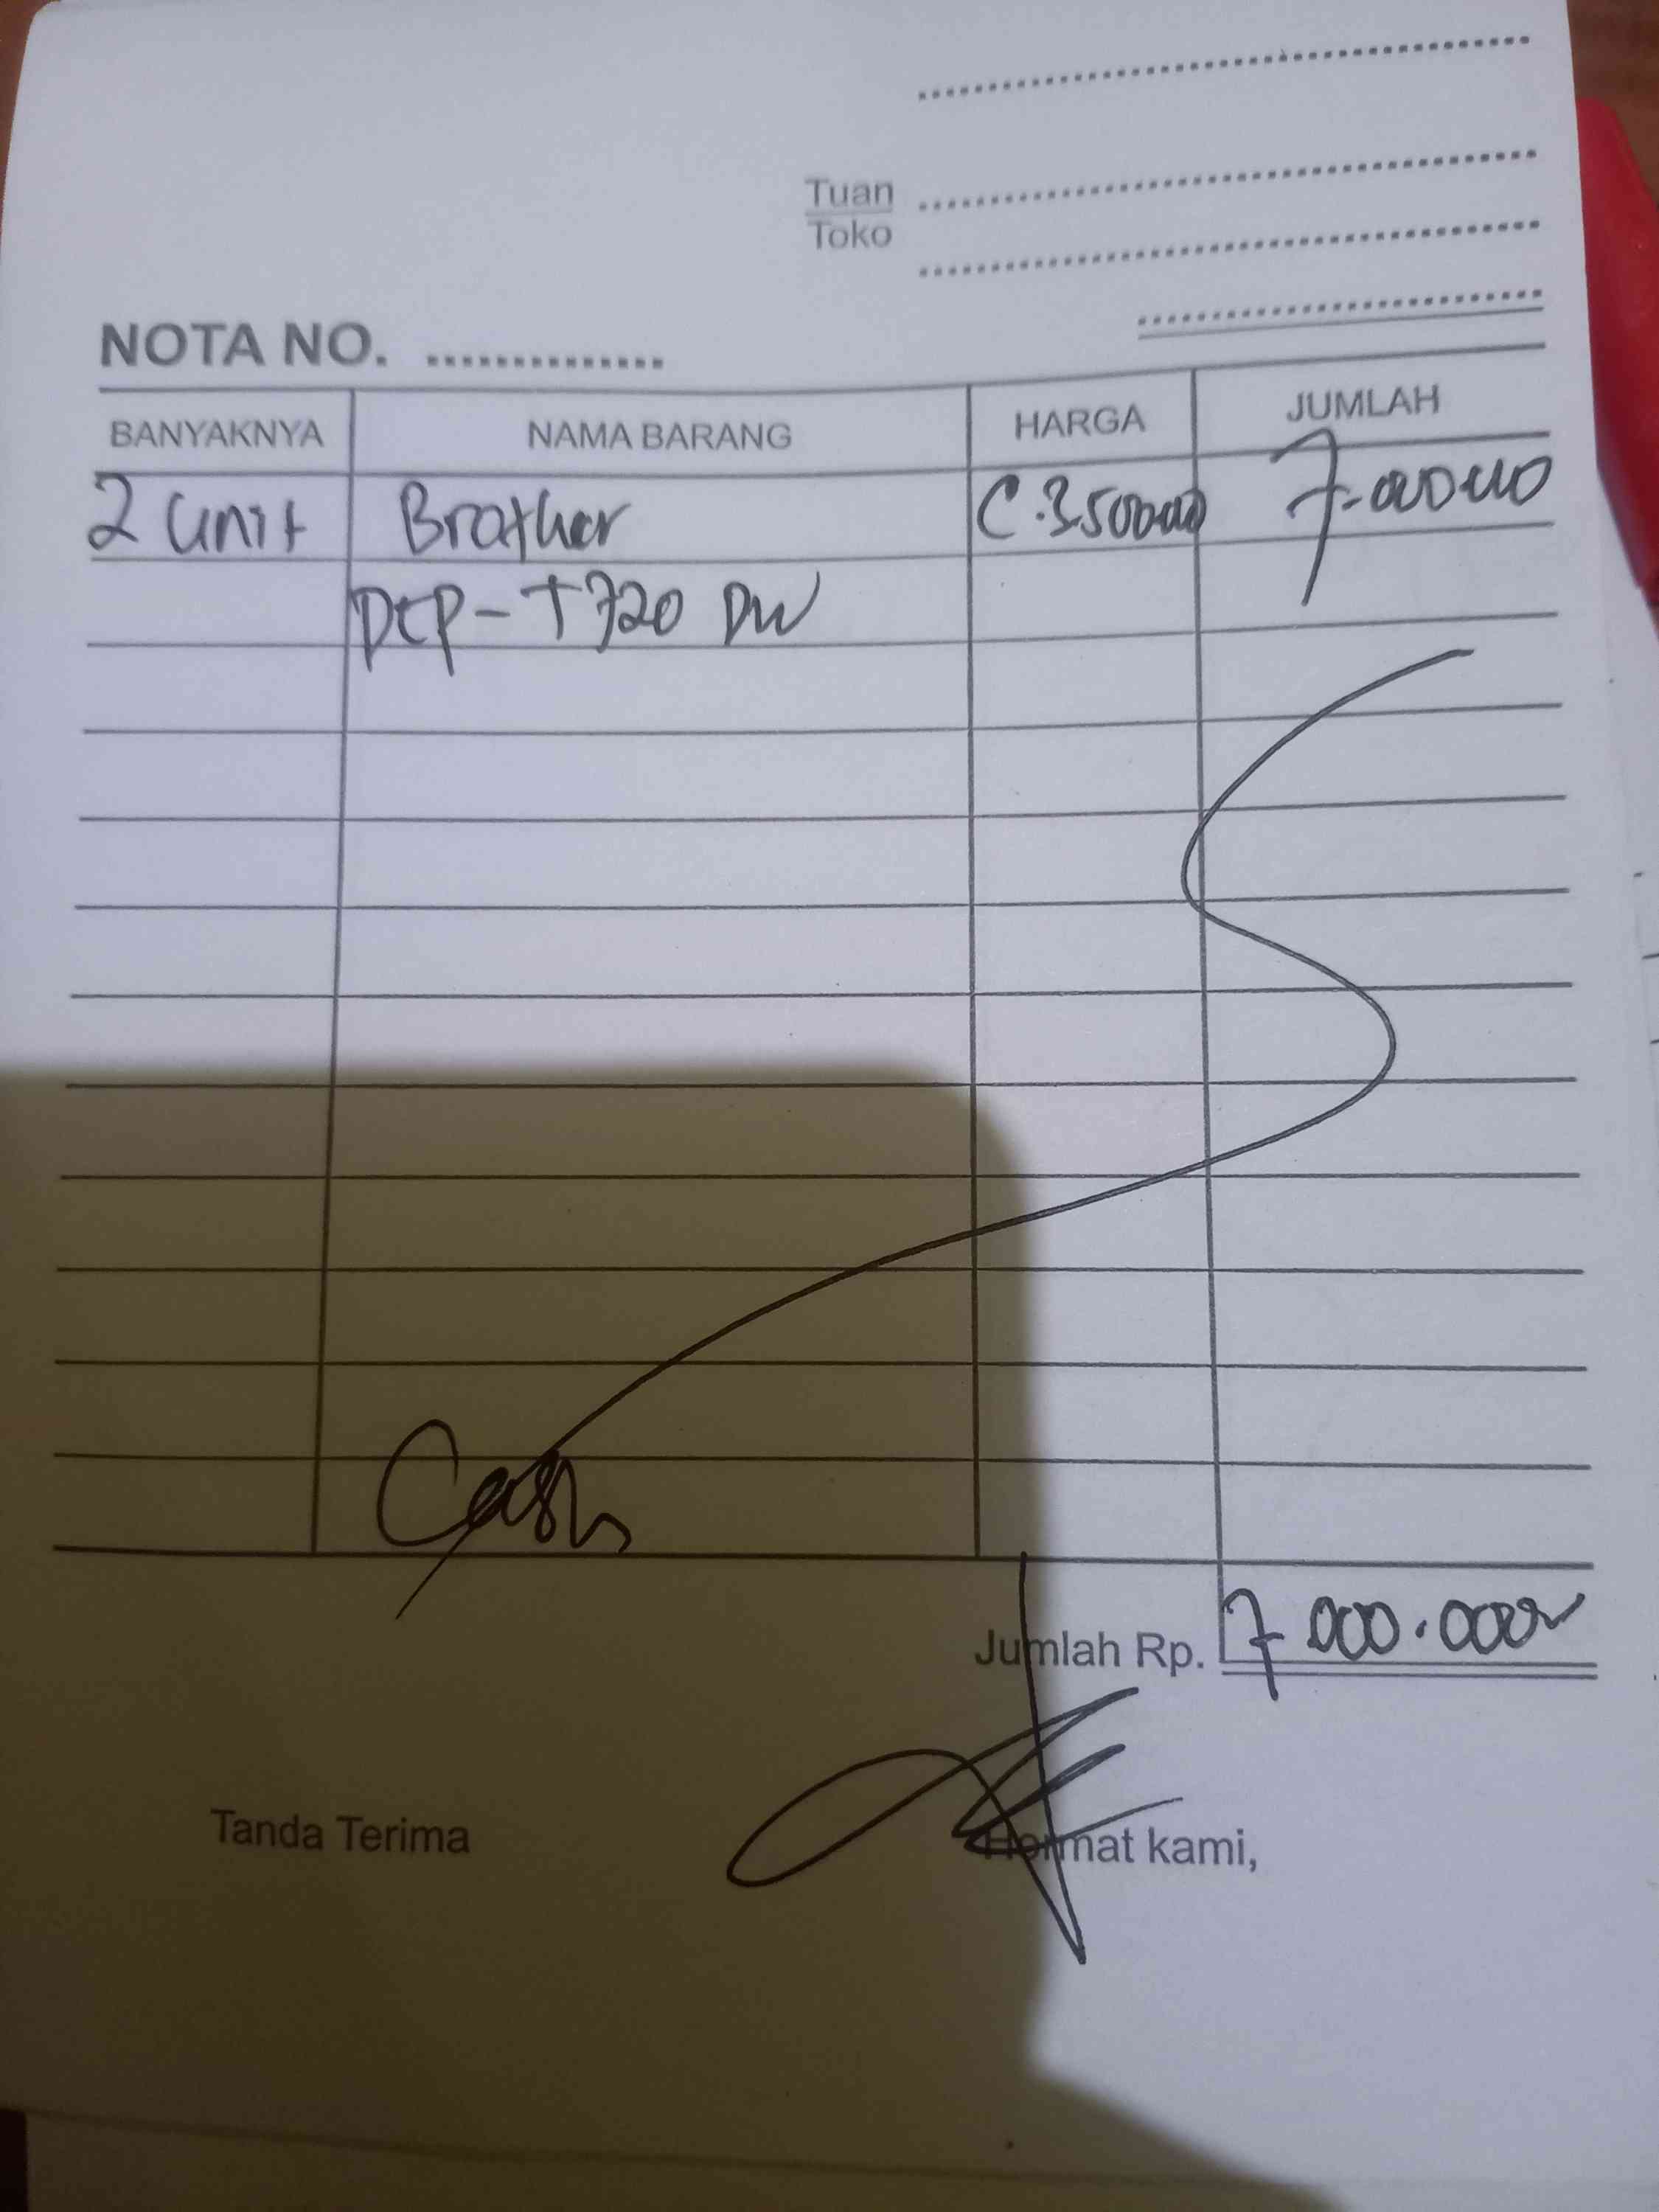 Tuan
Toko
NOTA NO.
BANYAKNYA NAMA BARANG HARGA JUMLAH
2 unit Brother C.3.500.000 7.000.000
DCP-T720 DW
Cash
Jumlah Rp. 7 000.000
Tanda Terima Hormat kami,